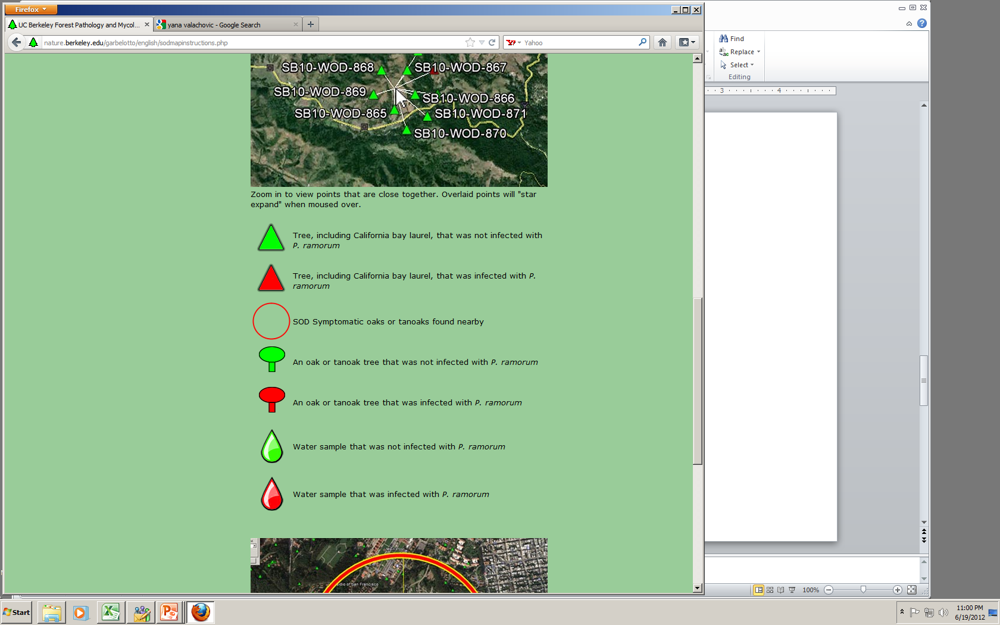 Firefox
UC Berkeley Forest Pathology and Mycol...
yana valachovic - Google Search
nature.berkeley.edu/garbelotto/english/sodmapinstructions.php
Yahoo
Find
Replace
Select
Editing
3
4
SB10-WOD-868
SB10-WOD-867
SB10-WOD-869
SB10-WOD-866
SB10-WOD-865
SB10-WOD-871
SB10-WOD-870
Zoom in to view points that are close together. Overlaid points will "star
expand" when moused over.
Tree, including California bay laurel, that was not infected with
P. ramorum
Tree, including California bay laurel, that was infected with P.
ramorum
SOD Symptomatic oaks or tanoaks found nearby
An oak or tanoak tree that was not infected with P. ramorum
An oak or tanoak tree that was infected with P. ramorum
Water sample that was not infected with P. ramorum
Water sample that was infected with P. ramorum
Main Post
of San Francisco
100%
Start
11:00 PM
6/19/2012